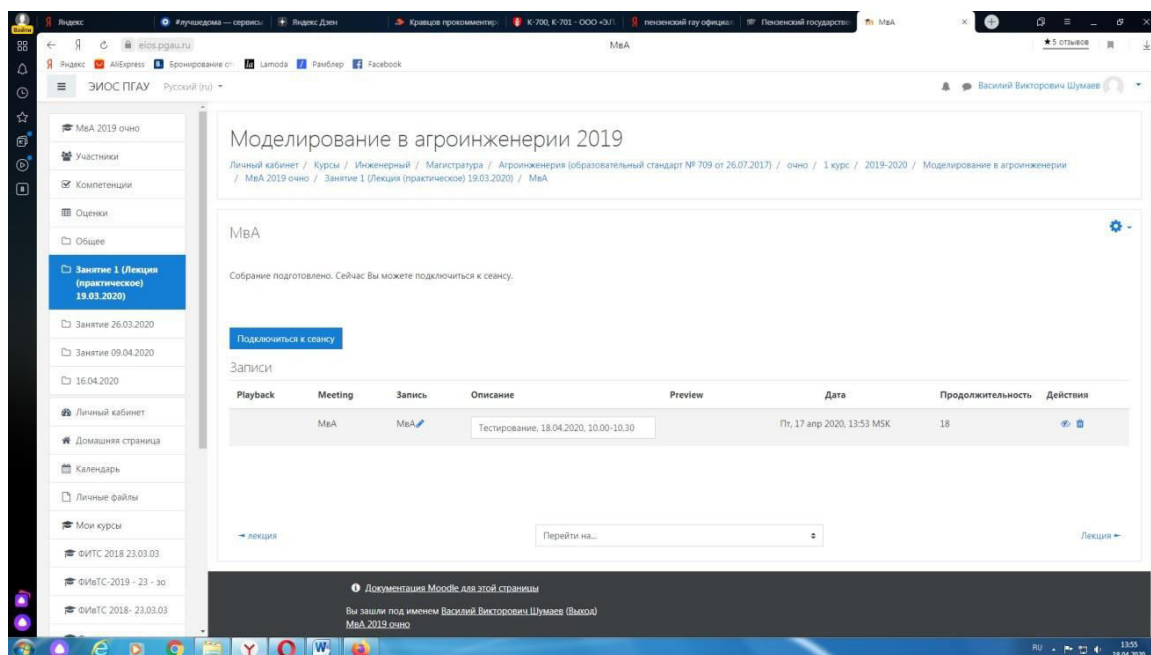 Войти
Яндекс
#лучшедома — сервисы
Яндекс Дзен
Кравцов прокомментир
К-700, К-701 - ООО «З.П.
пензенский гау официал
Пензенский государстве
МвА
eios.pgau.ru
МвА
★5 отзывов
Яндекс
AliExpress
Бронирование от
Lamoda
Рамблер
Facebook
ЭИОС ПГАУ
Русский (ru)
Василий Викторович Шумаев
МвА 2019 очно
Участники
Компетенции
Оценки
Общее
Занятие 1 (Лекция
(практическое)
19.03.2020)
Занятие 26.03.2020
Занятие 09.04.2020
16.04.2020
Личный кабинет
Домашняя страница
Календарь
Личные файлы
Мои курсы
ФИТС 2018 23.03.03
ФИвТС-2019 - 23 - зо
ФИвТС 2018- 23.03.03
Моделирование в агроинженерии 2019
Личный кабинет / Курсы / Инженерный / Магистратура / Агроинженерия (образовательный стандарт № 709 от 26.07.2017) / очно / 1 курс / 2019-2020 / Моделирование в агроинженерии
/ МвА 2019 очно / Занятие 1 (Лекция (практическое) 19.03.2020) / МвА
МвА
Собрание подготовлено. Сейчас Вы можете подключиться к сеансу.
Подключиться к сеансу
Записи
Playback Meeting Запись Описание Preview Дата Продолжительность Действия
МвА МвА Тестирование, 18.04.2020, 10.00-10.30 Пт, 17 апр 2020, 13:53 MSK 18
→ лекция
Перейти на...
Лекция ←
Документация Moodle для этой страницы
Вы зашли под именем Василий Викторович Шумаев (Выход)
МвА 2019 очно
RU
13:55
18.04.2020